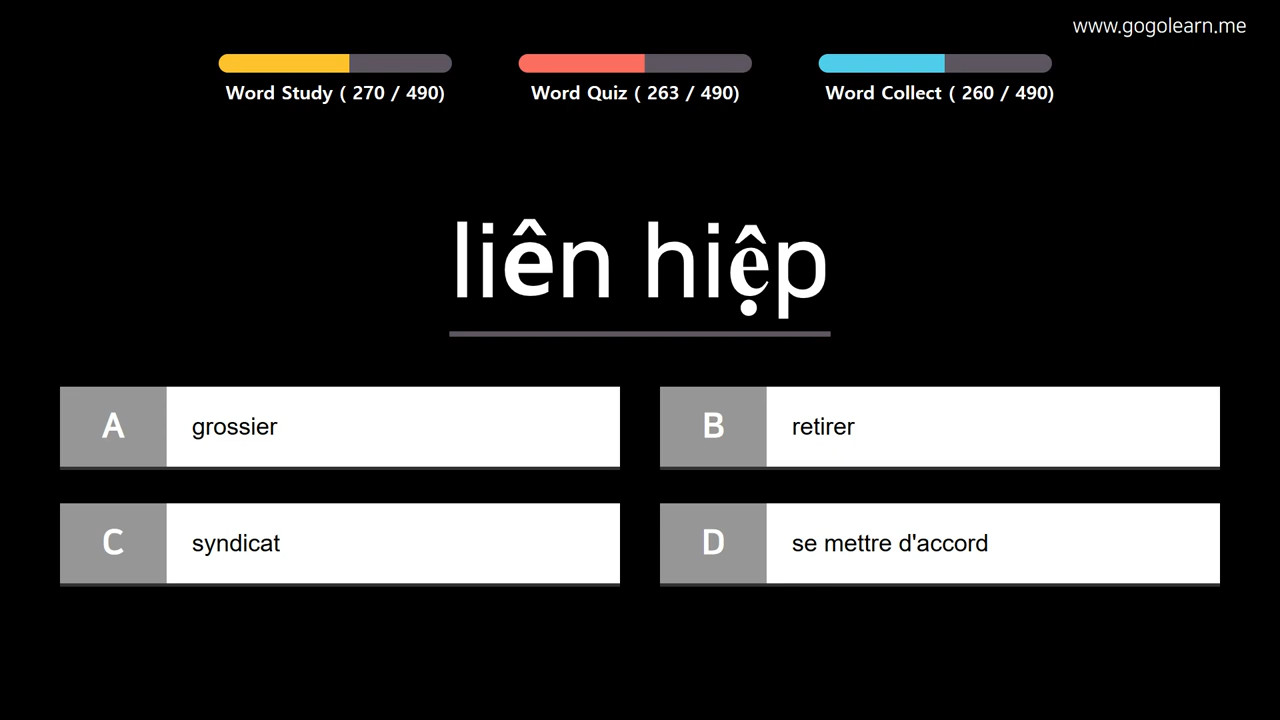 www.gogolearn.me
Word Study ( 270 / 490)
Word Quiz ( 263 / 490)
Word Collect ( 260 / 490)
liên hiệp
A
grossier
B
retirer
C
syndicat
D
se mettre d'accord